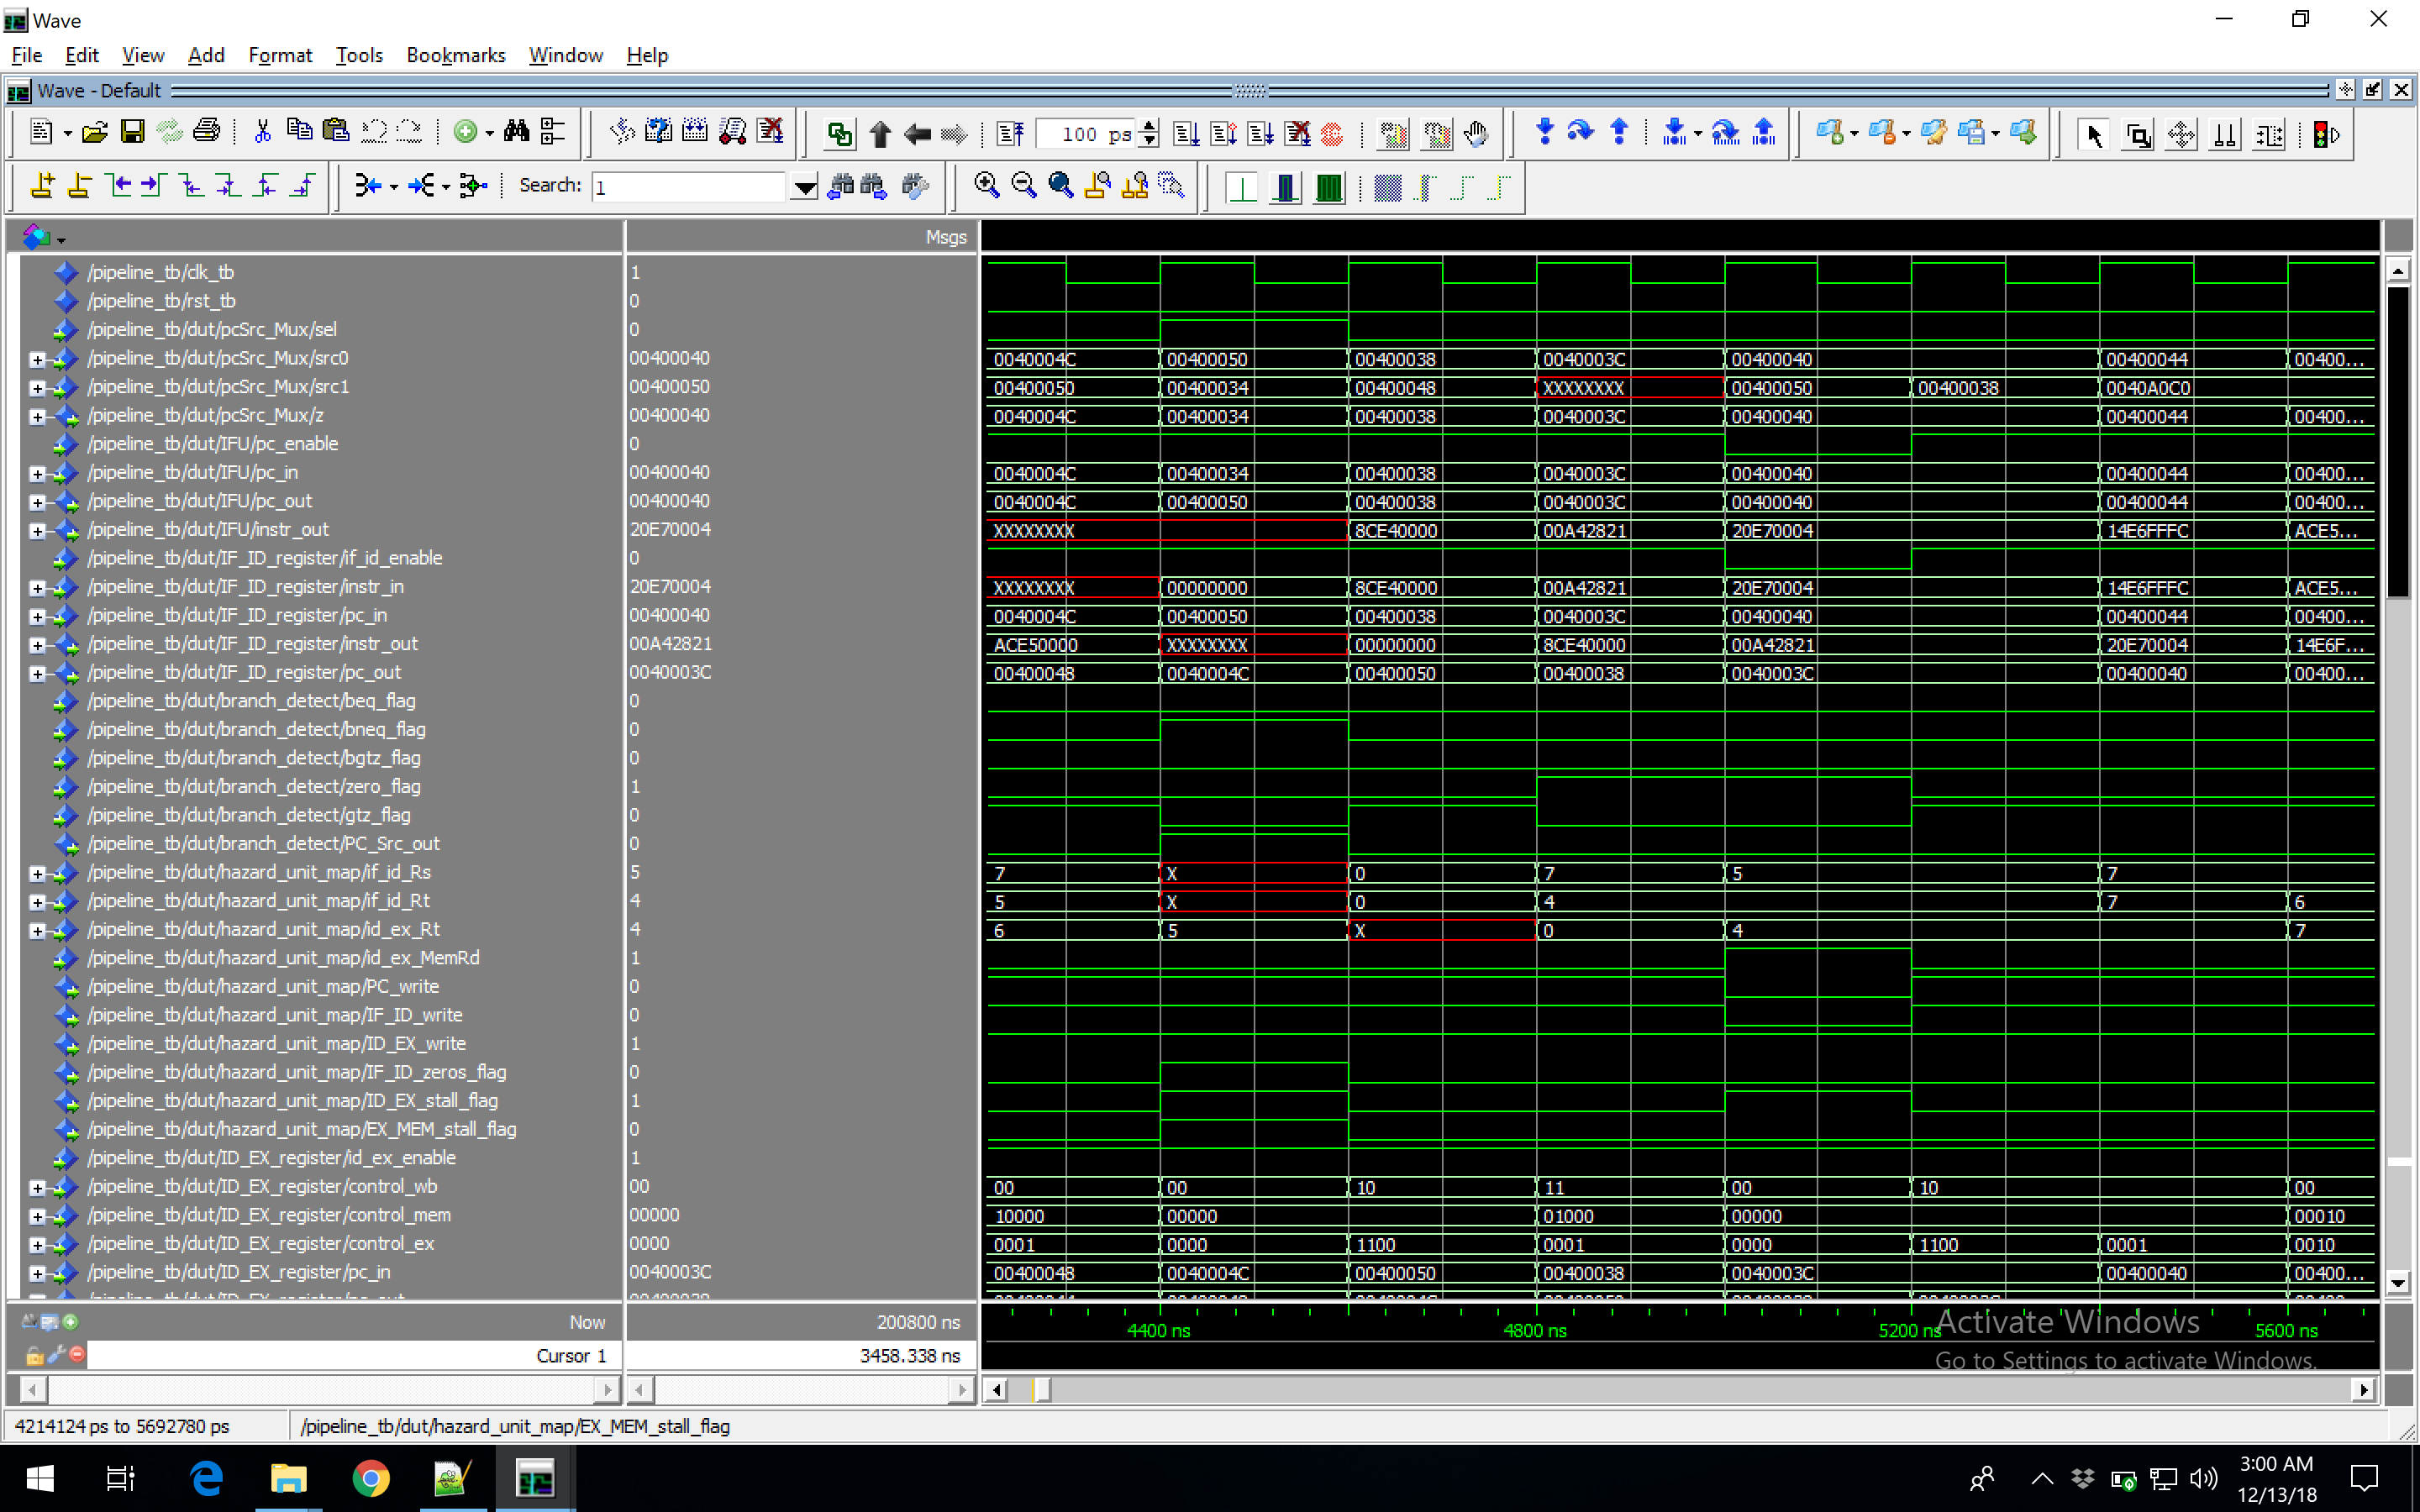 Wave
File Edit View Add Format Tools Bookmarks Window Help
Wave - Default
100 ps
Search: 1
Msgs
/pipeline_tb/clk_tb 1
/pipeline_tb/rst_tb 0
/pipeline_tb/dut/pcSrc_Mux/sel 0
/pipeline_tb/dut/pcSrc_Mux/src0 00400040 0040004C 00400050 00400038 0040003C 00400040 00400044 00400...
/pipeline_tb/dut/pcSrc_Mux/src1 00400050 00400050 00400034 00400048 XXXXXXXX 00400050 00400038 0040A0C0
/pipeline_tb/dut/pcSrc_Mux/z 00400040 0040004C 00400034 00400038 0040003C 00400040 00400044 00400...
/pipeline_tb/dut/IFU/pc_enable 0
/pipeline_tb/dut/IFU/pc_in 00400040 0040004C 00400034 00400038 0040003C 00400040 00400044 00400...
/pipeline_tb/dut/IFU/pc_out 00400040 0040004C 00400050 00400038 0040003C 00400040 00400044 00400...
/pipeline_tb/dut/IFU/instr_out 20E70004 XXXXXXXX 8CE40000 00A42821 20E70004 14E6FFFC ACE5...
/pipeline_tb/dut/IF_ID_register/if_id_enable 0
/pipeline_tb/dut/IF_ID_register/instr_in 20E70004 XXXXXXXX 00000000 8CE40000 00A42821 20E70004 14E6FFFC ACE5...
/pipeline_tb/dut/IF_ID_register/pc_in 00400040 0040004C 00400050 00400038 0040003C 00400040 00400044 00400...
/pipeline_tb/dut/IF_ID_register/instr_out 00A42821 ACE50000 XXXXXXXX 00000000 8CE40000 00A42821 20E70004 14E6F...
/pipeline_tb/dut/IF_ID_register/pc_out 0040003C 00400048 0040004C 00400050 00400038 0040003C 00400040 00400...
/pipeline_tb/dut/branch_detect/beq_flag 0
/pipeline_tb/dut/branch_detect/bneq_flag 0
/pipeline_tb/dut/branch_detect/bgtz_flag 0
/pipeline_tb/dut/branch_detect/zero_flag 1
/pipeline_tb/dut/branch_detect/gtz_flag 0
/pipeline_tb/dut/branch_detect/PC_Src_out 0
/pipeline_tb/dut/hazard_unit_map/if_id_Rs 5 7 X 0 7 5 7
/pipeline_tb/dut/hazard_unit_map/if_id_Rt 4 5 X 0 4 7 6
/pipeline_tb/dut/hazard_unit_map/id_ex_Rt 4 6 5 X 0 4 7
/pipeline_tb/dut/hazard_unit_map/id_ex_MemRd 1
/pipeline_tb/dut/hazard_unit_map/PC_write 0
/pipeline_tb/dut/hazard_unit_map/IF_ID_write 0
/pipeline_tb/dut/hazard_unit_map/ID_EX_write 1
/pipeline_tb/dut/hazard_unit_map/IF_ID_zeros_flag 0
/pipeline_tb/dut/hazard_unit_map/ID_EX_stall_flag 1
/pipeline_tb/dut/hazard_unit_map/EX_MEM_stall_flag 0
/pipeline_tb/dut/ID_EX_register/id_ex_enable 1
/pipeline_tb/dut/ID_EX_register/control_wb 00 00 00 10 11 00 10 00
/pipeline_tb/dut/ID_EX_register/control_mem 00000 10000 00000 01000 00000 00010
/pipeline_tb/dut/ID_EX_register/control_ex 0000 0001 0000 1100 0001 0000 1100 0001 0010
/pipeline_tb/dut/ID_EX_register/pc_in 0040003C 00400048 0040004C 00400050 00400038 0040003C 00400040 00400...
Now 200800 ns 4400 ns 4800 ns 5200 ns 5600 ns
Cursor 1 3458.338 ns
Activate Windows
Go to Settings to activate Windows.
4214124 ps to 5692780 ps /pipeline_tb/dut/hazard_unit_map/EX_MEM_stall_flag
3:00 AM
12/13/18